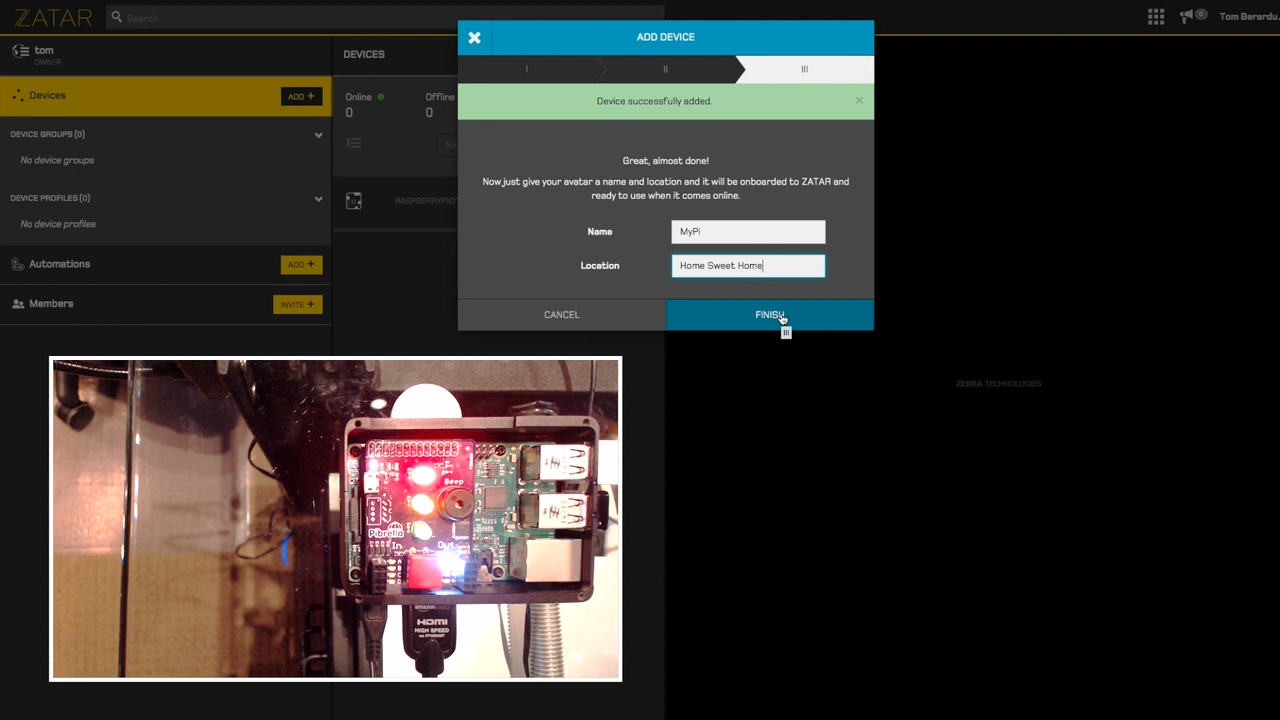 ZATAR
Search
0
Tom Berardu
tom
OWNER
Devices
ADD +
DEVICE GROUPS (0)
No device groups
DEVICE PROFILES (0)
No device profiles
Automations
ADD +
Members
INVITE +
DEVICES
Online
Offline
0
0
ADD DEVICE
I
II
III
Device successfully added.
Great, almost done!
Now just give your avatar a name and location and it will be onboarded to ZATAR and
ready to use when it comes online.
Name
MyPi
Location
Home Sweet Home
CANCEL
FINISH
ZEBRA TECHNOLOGIES
Beep
Pibrella
In
Out
HDMI
HIGH SPEED